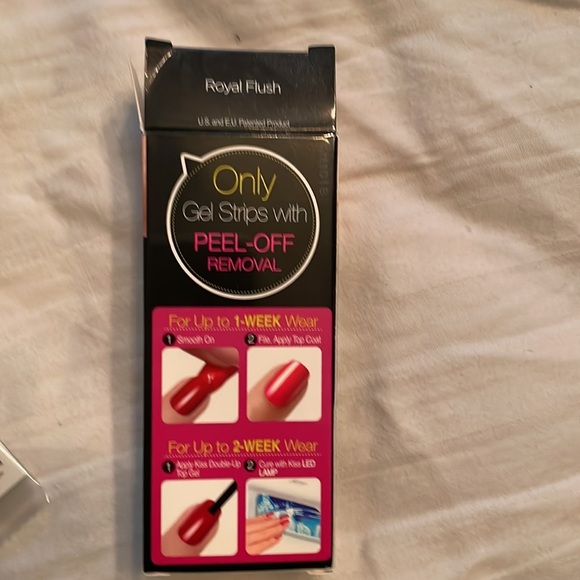 Royal Flush
U.S. and E.U. Patented Product
Only
Gel Strips with
PEEL-OFF
REMOVAL
For Up to 1-WEEK Wear
1 Smooth On
2 File, Apply Top Coat
For Up to 2-WEEK Wear
1 Apply Kiss Double-Up
Top Gel
2 Cure with Kiss LED
LAMP